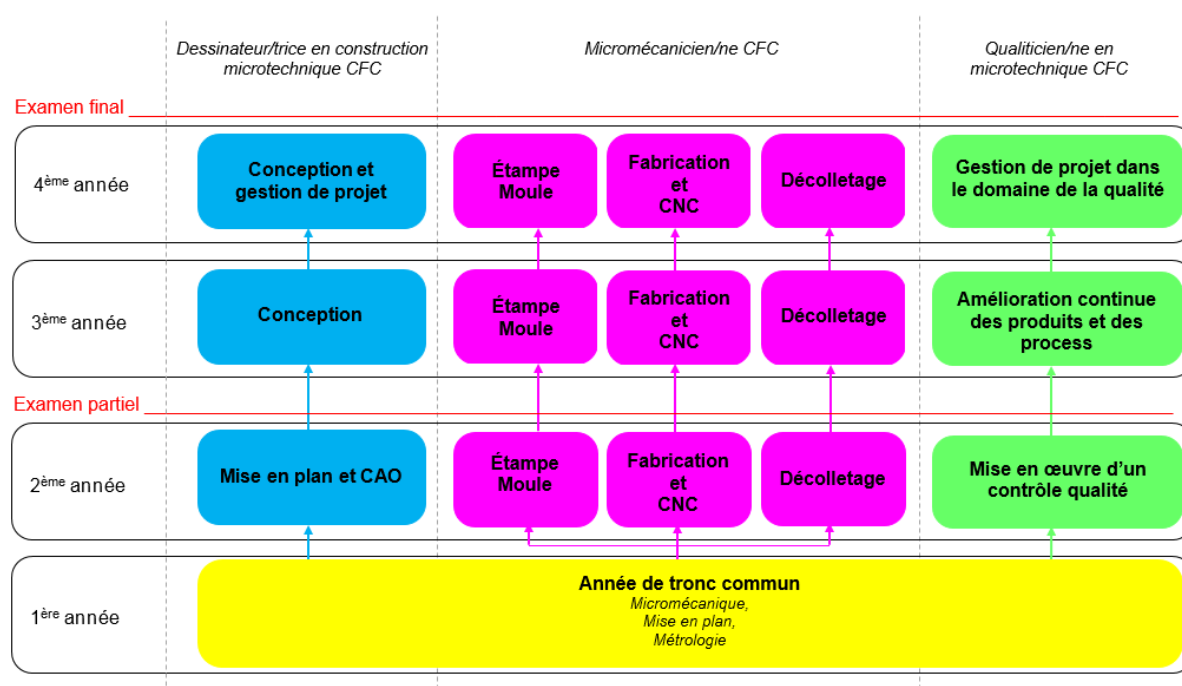 Dessinateur/trice en construction
microtechnique CFC
Micromécanicien/ne CFC
Qualiticien/ne en
microtechnique CFC
Examen final
4ème année
Conception et
gestion de projet
Étampe
Moule
Fabrication
et
CNC
Décolletage
Gestion de projet dans
le domaine de la qualité
3ème année
Conception
Étampe
Moule
Fabrication
et
CNC
Décolletage
Amélioration continue
des produits et des
process
Examen partiel
2ème année
Mise en plan et CAO
Étampe
Moule
Fabrication
et
CNC
Décolletage
Mise en œuvre d’un
contrôle qualité
1ère année
Année de tronc commun
Micromécanique,
Mise en plan,
Métrologie